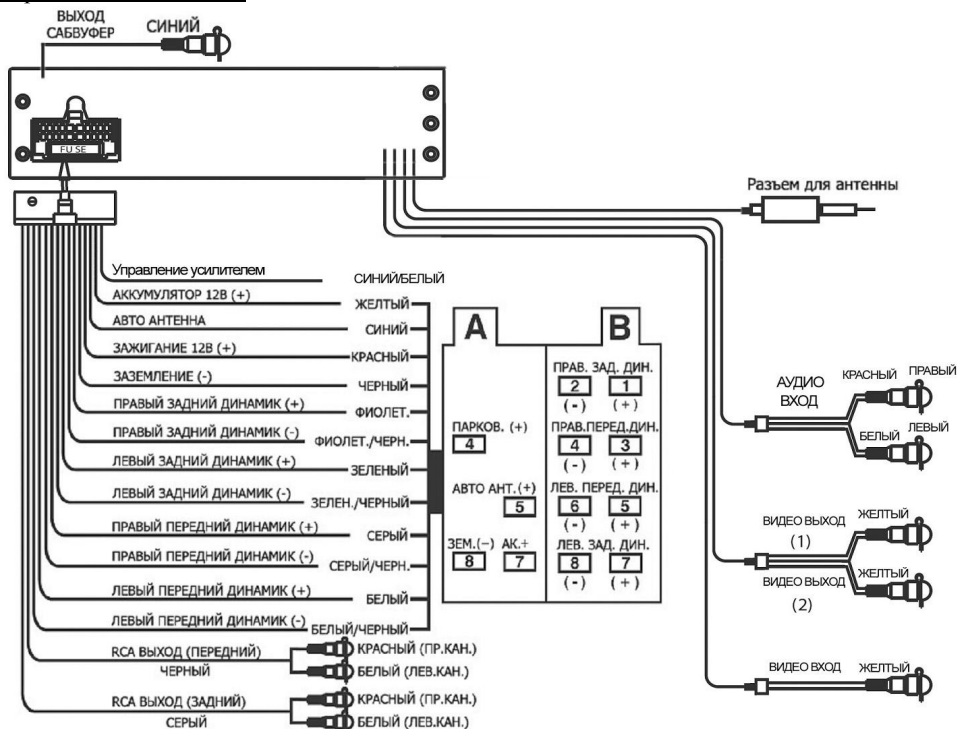 ВЫХОД
САБВУФЕР
СИНИЙ
FUSE
Разъем для антенны
Управление усилителем СИНИЙ/БЕЛЫЙ
АККУМУЛЯТОР 12В (+) ЖЕЛТЫЙ
АВТО АНТЕННА СИНИЙ
ЗАЖИГАНИЕ 12В (+) КРАСНЫЙ
ЗАЗЕМЛЕНИЕ (-) ЧЕРНЫЙ
ПРАВЫЙ ЗАДНИЙ ДИНАМИК (+) ФИОЛЕТ.
ПРАВЫЙ ЗАДНИЙ ДИНАМИК (-) ФИОЛЕТ./ЧЕРН.
ЛЕВЫЙ ЗАДНИЙ ДИНАМИК (+) ЗЕЛЕНЫЙ
ЛЕВЫЙ ЗАДНИЙ ДИНАМИК (-) ЗЕЛЕН./ЧЕРНЫЙ
ПРАВЫЙ ПЕРЕДНИЙ ДИНАМИК (+) СЕРЫЙ
ПРАВЫЙ ПЕРЕДНИЙ ДИНАМИК (-) СЕРЫЙ/ЧЕРН.
ЛЕВЫЙ ПЕРЕДНИЙ ДИНАМИК (+) БЕЛЫЙ
ЛЕВЫЙ ПЕРЕДНИЙ ДИНАМИК (-) БЕЛЫЙ/ЧЕРНЫЙ
RCA ВЫХОД (ПЕРЕДНИЙ) КРАСНЫЙ (ПР.КАН.)
ЧЕРНЫЙ БЕЛЫЙ (ЛЕВ.КАН.)
RCA ВЫХОД (ЗАДНИЙ) КРАСНЫЙ (ПР.КАН.)
СЕРЫЙ БЕЛЫЙ (ЛЕВ.КАН.)
A
ПАРКОВ. (+)
4
АВТО АНТ.(+)
5
ЗЕМ.(-) АК.+
8 7
B
ПРАВ. ЗАД. ДИН.
2 1
(-) (+)
ПРАВ.ПЕРЕД.ДИН.
4 3
(-) (+)
ЛЕВ. ПЕРЕД. ДИН.
6 5
(-) (+)
ЛЕВ. ЗАД. ДИН.
8 7
(-) (+)
АУДИО
ВХОД
КРАСНЫЙ ПРАВЫЙ
БЕЛЫЙ ЛЕВЫЙ
ВИДЕО ВЫХОД ЖЕЛТЫЙ
(1)
ВИДЕО ВЫХОД ЖЕЛТЫЙ
(2)
ВИДЕО ВХОД ЖЕЛТЫЙ